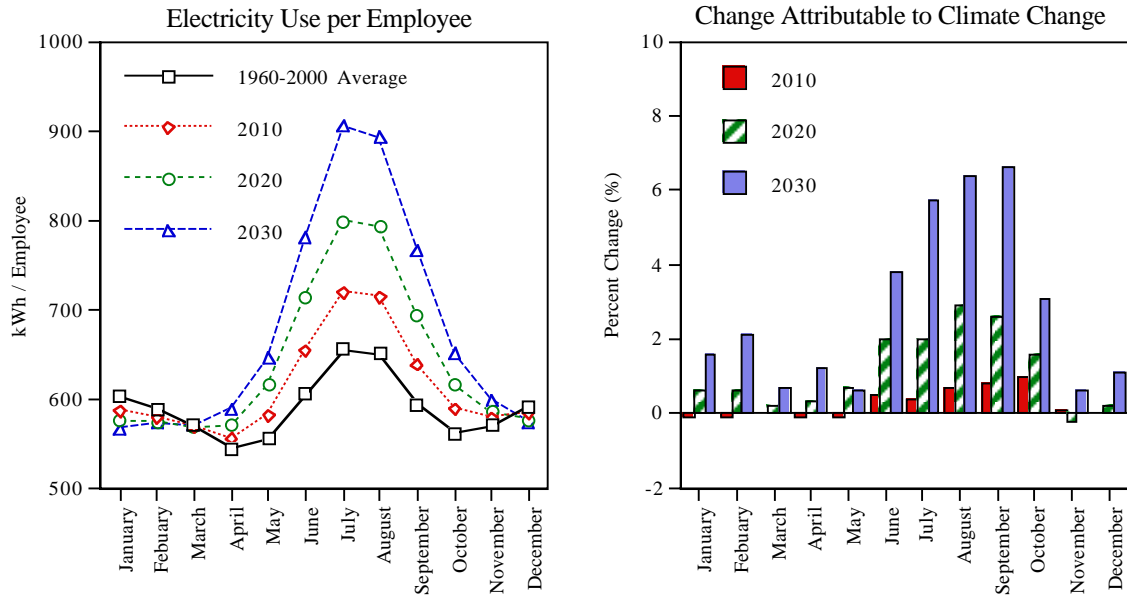 Electricity Use per Employee
1000
900
800
700
600
500
kWh / Employee
1960-2000 Average
2010
2020
2030
January
Febuary
March
April
May
June
July
August
September
October
November
December
Change Attributable to Climate Change
10
8
6
4
2
0
-2
Percent Change (%)
2010
2020
2030
January
Febuary
March
April
May
June
July
August
September
October
November
December